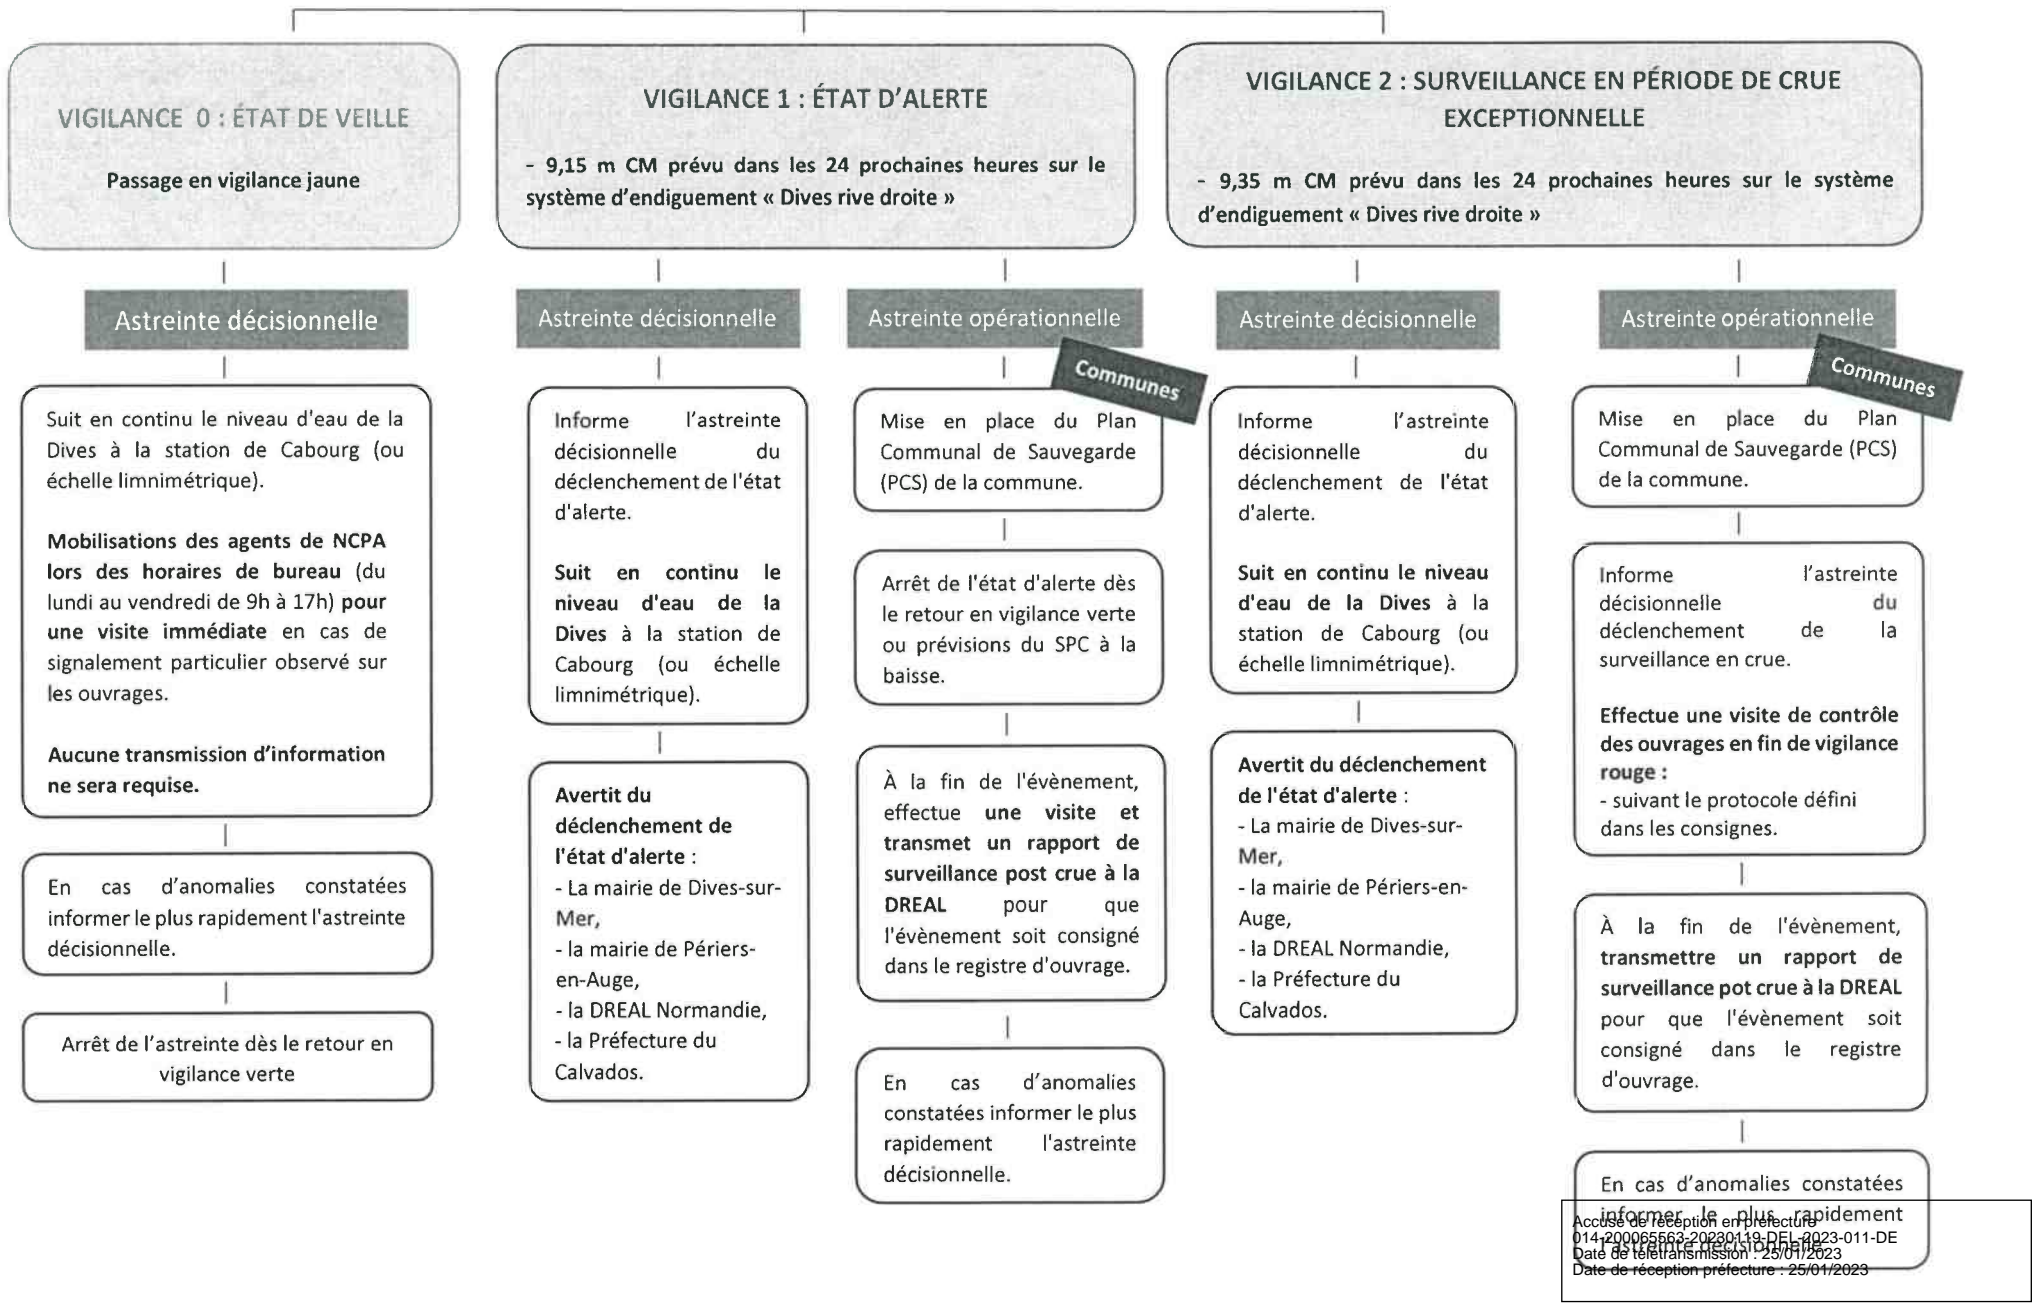 VIGILANCE 0 : ÉTAT DE VEILLE
Passage en vigilance jaune
Astreinte décisionnelle
Suit en continu le niveau d'eau de la
Dives à la station de Cabourg (ou
échelle limnimétrique).
Mobilisations des agents de NCPA
lors des horaires de bureau (du
lundi au vendredi de 9h à 17h) pour
une visite immédiate en cas de
signalement particulier observé sur
les ouvrages.
Aucune transmission d'information
ne sera requise.
En cas d'anomalies constatées
informer le plus rapidement l'astreinte
décisionnelle.
Arrêt de l'astreinte dès le retour en
vigilance verte
VIGILANCE 1 : ÉTAT D'ALERTE
- 9,15 m CM prévu dans les 24 prochaines heures sur le
système d'endiguement « Dives rive droite »
Astreinte décisionnelle
Informe l'astreinte
décisionnelle du
déclenchement de l'état
d'alerte.
Suit en continu le
niveau d'eau de la
Dives à la station de
Cabourg (ou échelle
limnimétrique).
Avertit du
déclenchement de
l'état d'alerte :
- La mairie de Dives-sur-
Mer,
- la mairie de Périers-
en-Auge,
- la DREAL Normandie,
- la Préfecture du
Calvados.
Astreinte opérationnelle
Communes
Mise en place du Plan
Communal de Sauvegarde
(PCS) de la commune.
Arrêt de l'état d'alerte dès
le retour en vigilance verte
ou prévisions du SPC à la
baisse.
À la fin de l'évènement,
effectue une visite et
transmet un rapport de
surveillance post crue à la
DREAL pour que
l'évènement soit consigné
dans le registre d'ouvrage.
En cas d'anomalies
constatées informer le plus
rapidement l'astreinte
décisionnelle.
VIGILANCE 2 : SURVEILLANCE EN PÉRIODE DE CRUE
EXCEPTIONNELLE
- 9,35 m CM prévu dans les 24 prochaines heures sur le système
d'endiguement « Dives rive droite »
Astreinte décisionnelle
Informe l'astreinte
décisionnelle du
déclenchement de l'état
d'alerte.
Suit en continu le niveau
d'eau de la Dives à la
station de Cabourg (ou
échelle limnimétrique).
Avertit du déclenchement
de l'état d'alerte :
- La mairie de Dives-sur-
Mer,
- la mairie de Périers-en-
Auge,
- la DREAL Normandie,
- la Préfecture du
Calvados.
Astreinte opérationnelle
Communes
Mise en place du Plan
Communal de Sauvegarde (PCS)
de la commune.
Informe l'astreinte
décisionnelle du
déclenchement de la
surveillance en crue.
Effectue une visite de contrôle
des ouvrages en fin de vigilance
rouge :
- suivant le protocole défini
dans les consignes.
À la fin de l'évènement,
transmettre un rapport de
surveillance pot crue à la DREAL
pour que l'évènement soit
consigné dans le registre
d'ouvrage.
En cas d'anomalies constatées
informer le plus rapidement
l'astreinte décisionnelle.
Accusé de réception en préfecture
014-200065563-20230119-DEL-2023-011-DE
Date de télétransmission : 25/01/2023
Date de réception préfecture : 25/01/2023